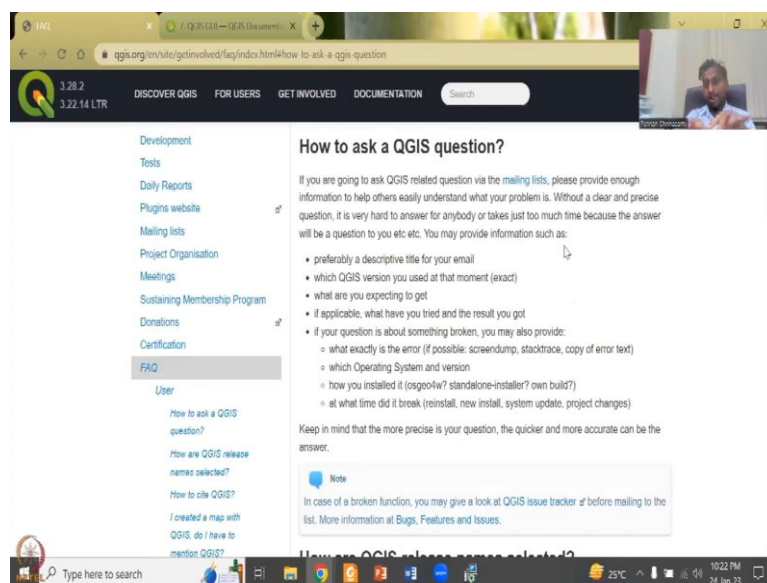 FAQ
7. QGIS GUI — QGIS Documenta
qgis.org/en/site/getinvolved/faq/index.html#how-to-ask-a-qgis-question
3.28.2
3.22.14 LTR
DISCOVER QGIS FOR USERS GET INVOLVED DOCUMENTATION Search
Development
Tests
Daily Reports
Plugins website
Mailing lists
Project Organisation
Meetings
Sustaining Membership Program
Donations
Certification
FAQ
User
How to ask a QGIS
question?
How are QGIS release
names selected?
How to cite QGIS?
I created a map with
QGIS, do I have to
mention QGIS?
How to ask a QGIS question?
If you are going to ask QGIS related question via the mailing lists, please provide enough
information to help others easily understand what your problem is. Without a clear and precise
question, it is very hard to answer for anybody or takes just too much time because the answer
will be a question to you etc etc. You may provide information such as:
• preferably a descriptive title for your email
• which QGIS version you used at that moment (exact)
• what are you expecting to get
• if applicable, what have you tried and the result you got
• if your question is about something broken, you may also provide:
◦ what exactly is the error (if possible: screendump, stacktrace, copy of error text)
◦ which Operating System and version
◦ how you installed it (osgeo4w? standalone-installer? own build?)
◦ at what time did it break (reinstall, new install, system update, project changes)
Keep in mind that the more precise is your question, the quicker and more accurate can be the
answer.
Note
In case of a broken function, you may give a look at QGIS issue tracker before mailing to the
list. More information at Bugs, Features and Issues.
How are QGIS release names selected?
NPTEL
Type here to search
25°C
10:22 PM
24 Jan 23